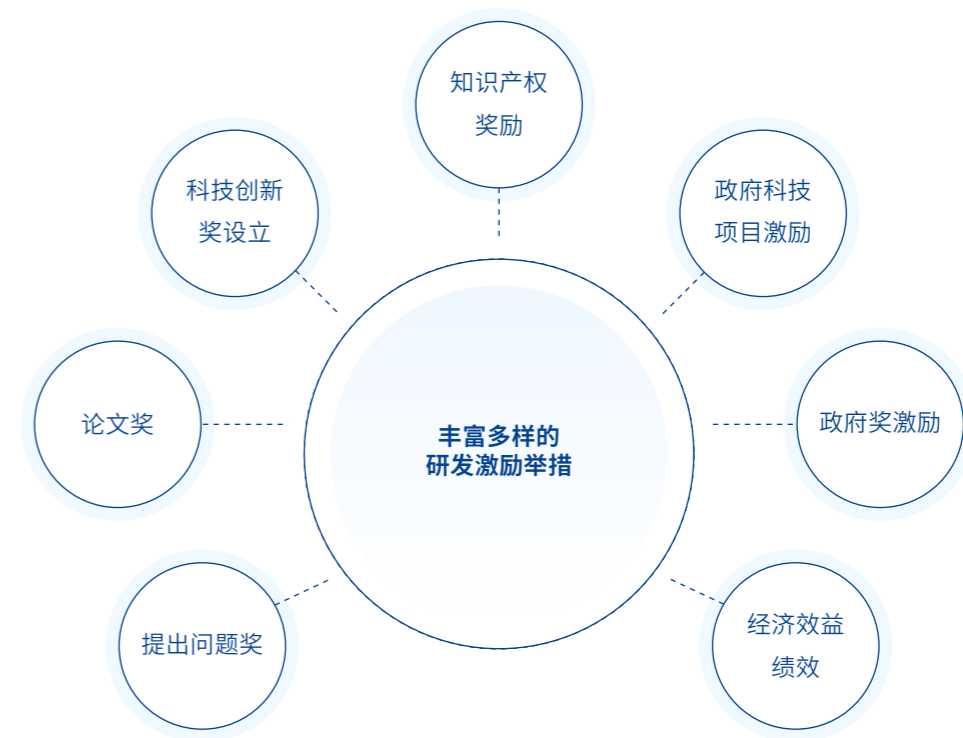 知识产权
奖励
科技创新
奖设立
政府科技
项目激励
论文奖
丰富多样的
研发激励举措
政府奖激励
提出问题奖
经济效益
绩效